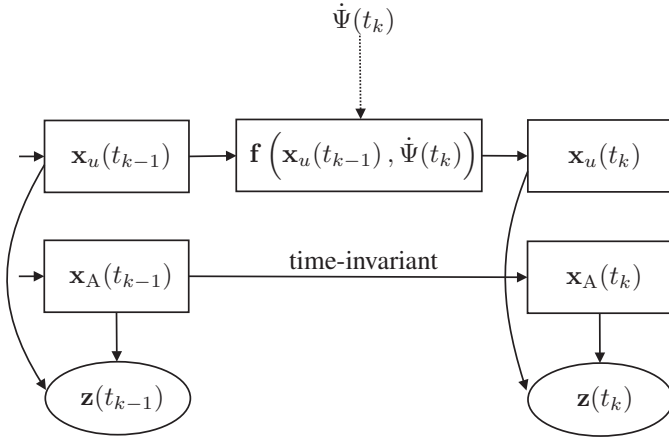 Ψ̇(t_k)
x_u(t_{k−1})
f(x_u(t_{k−1}), Ψ̇(t_k))
x_u(t_k)
time-invariant
x_A(t_{k−1})
x_A(t_k)
z(t_{k−1})
z(t_k)